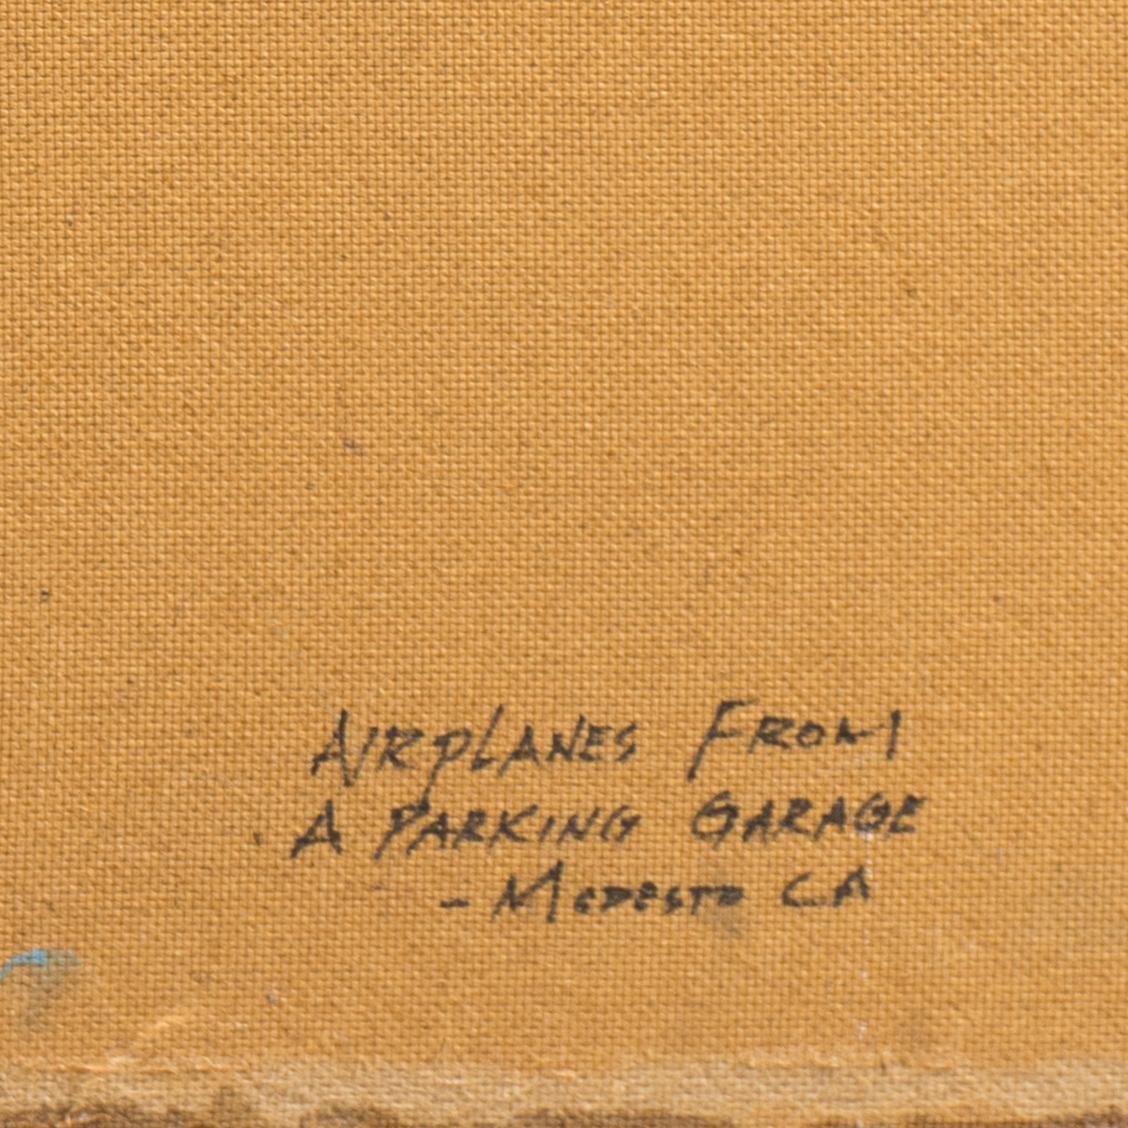 AIRPLANES FROM
A PARKING GARAGE
- MODESTO CA